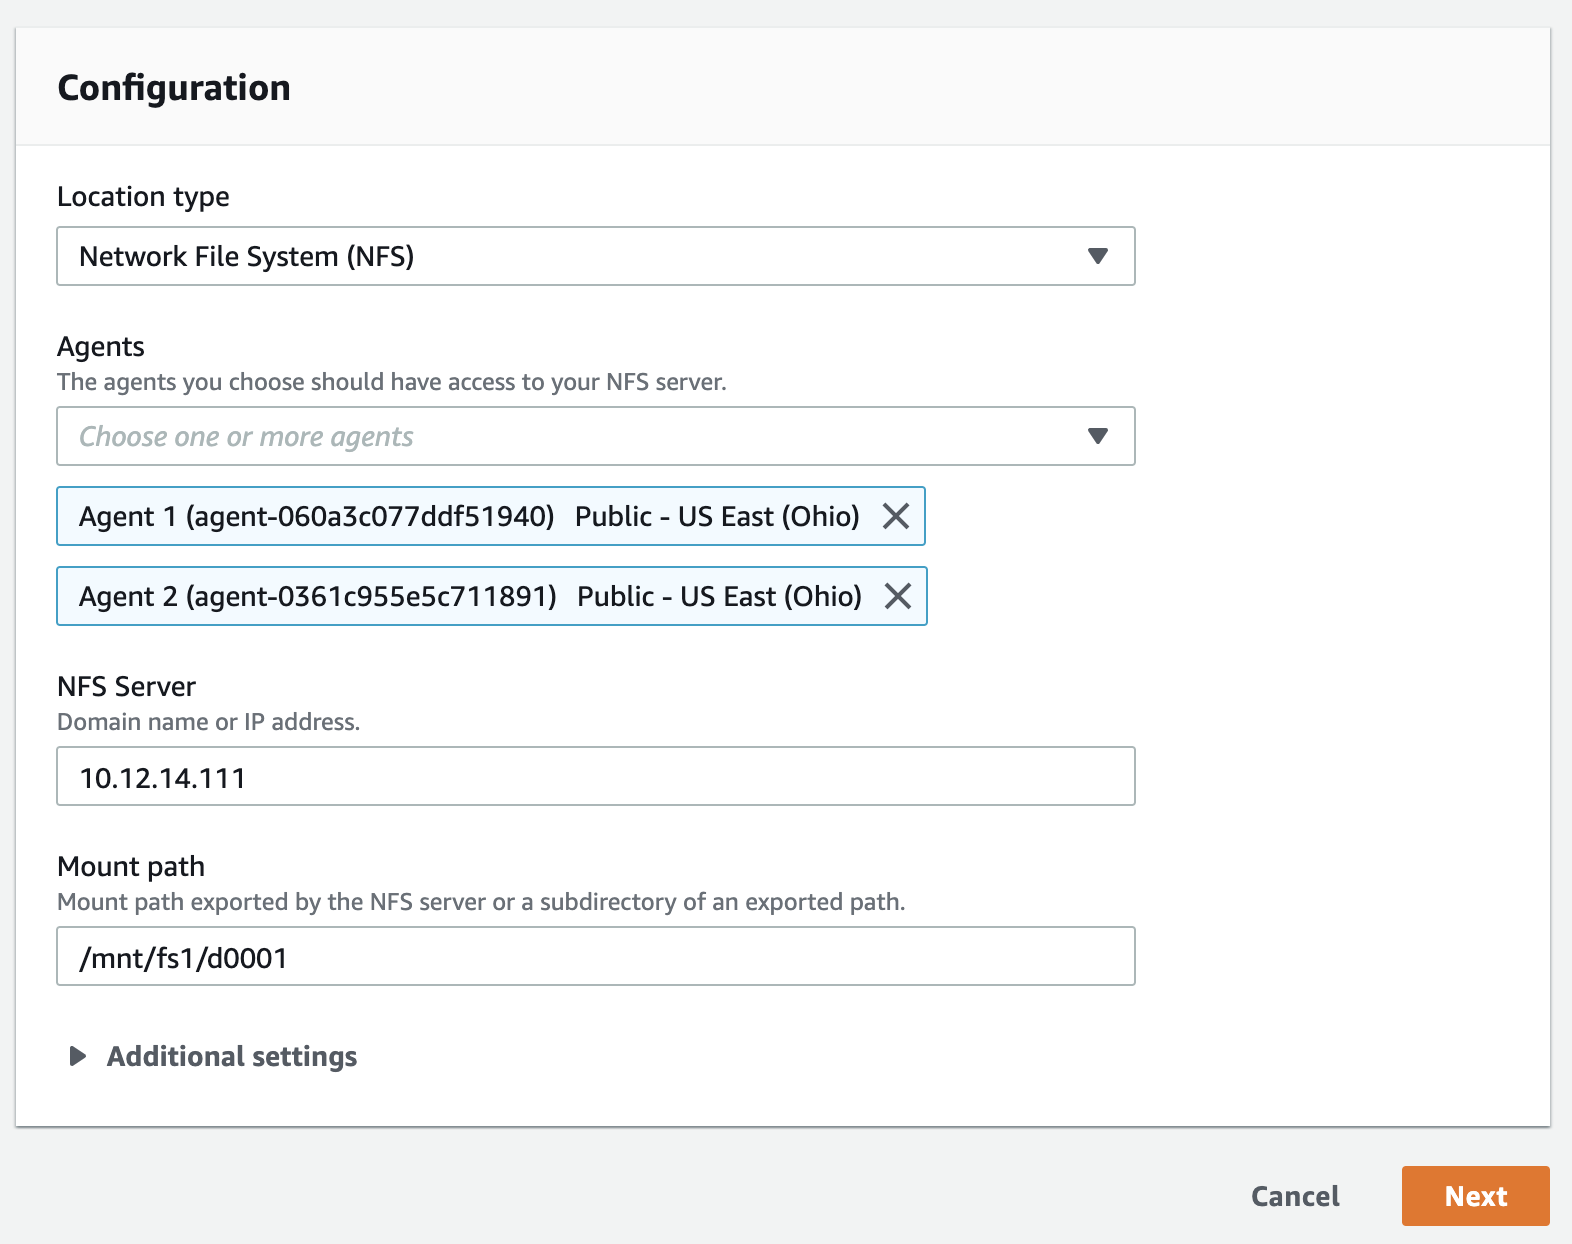 Configuration
Location type
Network File System (NFS)
Agents
The agents you choose should have access to your NFS server.
Choose one or more agents
Agent 1 (agent-060a3c077ddf51940) Public - US East (Ohio)
Agent 2 (agent-0361c955e5c711891) Public - US East (Ohio)
NFS Server
Domain name or IP address.
10.12.14.111
Mount path
Mount path exported by the NFS server or a subdirectory of an exported path.
/mnt/fs1/d0001
Additional settings
Cancel
Next